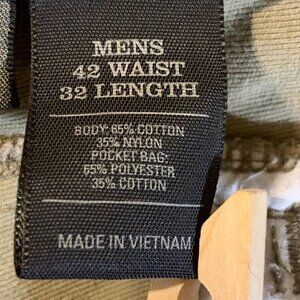 MENS
42 WAIST
32 LENGTH
BODY: 65% COTTON
35% NYLON
POCKET BAG:
65% POLYESTER
35% COTTON
MADE IN VIETNAM